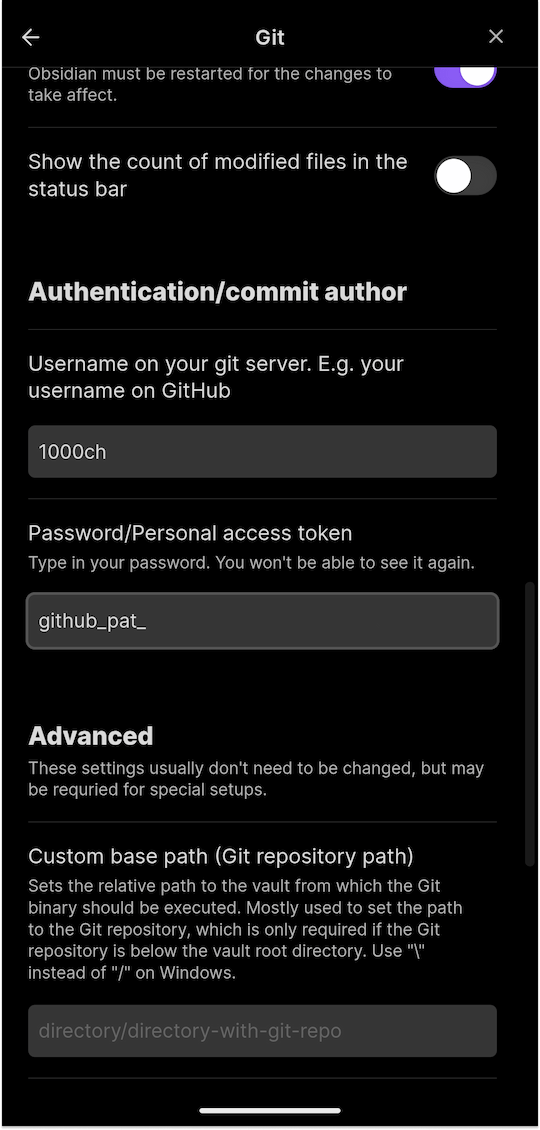 Git
Obsidian must be restarted for the changes to
take affect.
Show the count of modified files in the
status bar
Authentication/commit author
Username on your git server. E.g. your
username on GitHub
1000ch
Password/Personal access token
Type in your password. You won't be able to see it again.
github_pat_
Advanced
These settings usually don't need to be changed, but may
be requried for special setups.
Custom base path (Git repository path)
Sets the relative path to the vault from which the Git
binary should be executed. Mostly used to set the path
to the Git repository, which is only required if the Git
repository is below the vault root directory. Use "\"
instead of "/" on Windows.
directory/directory-with-git-repo